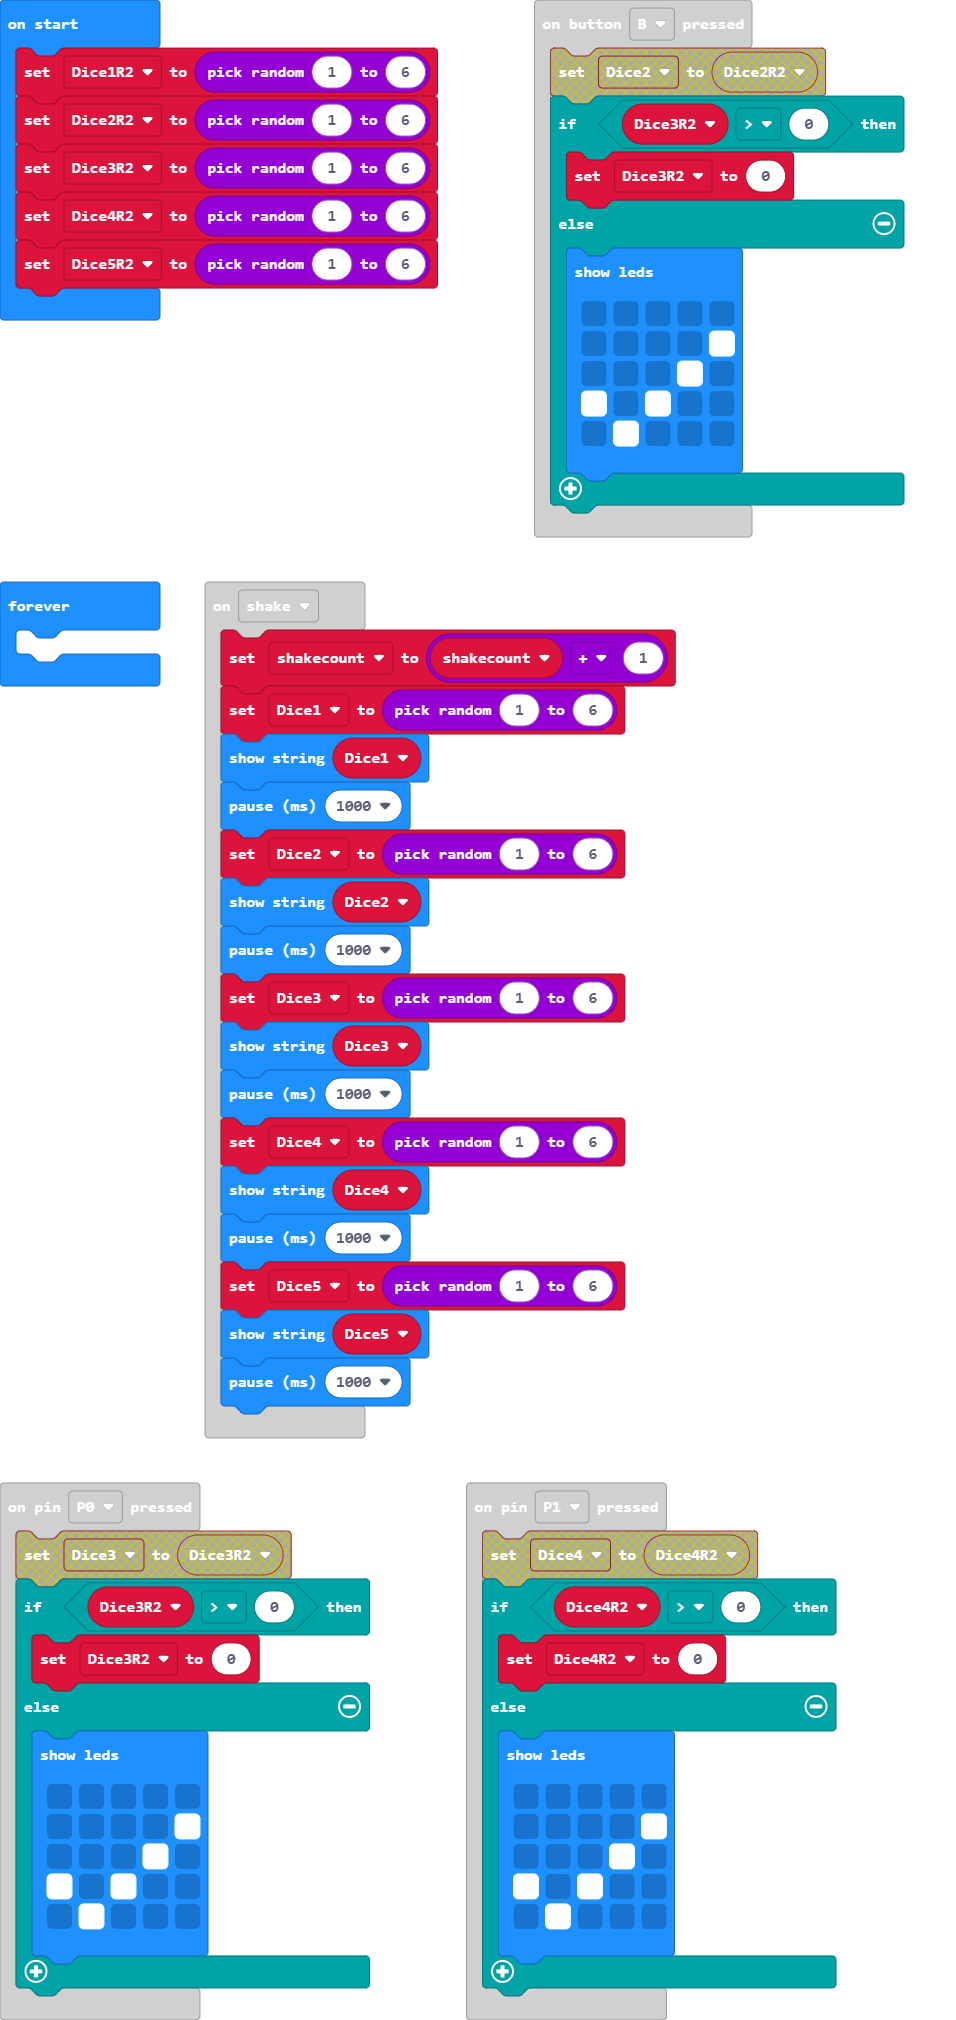 on start
set Dice1R2 to pick random 1 to 6
set Dice2R2 to pick random 1 to 6
set Dice3R2 to pick random 1 to 6
set Dice4R2 to pick random 1 to 6
set Dice5R2 to pick random 1 to 6
on button B pressed
set Dice2 to Dice2R2
if Dice3R2 > 0 then
set Dice3R2 to 0
else
show leds
forever
on shake
set shakecount to shakecount + 1
set Dice1 to pick random 1 to 6
show string Dice1
pause (ms) 1000
set Dice2 to pick random 1 to 6
show string Dice2
pause (ms) 1000
set Dice3 to pick random 1 to 6
show string Dice3
pause (ms) 1000
set Dice4 to pick random 1 to 6
show string Dice4
pause (ms) 1000
set Dice5 to pick random 1 to 6
show string Dice5
pause (ms) 1000
on pin P0 pressed
set Dice3 to Dice3R2
if Dice3R2 > 0 then
set Dice3R2 to 0
else
show leds
on pin P1 pressed
set Dice4 to Dice4R2
if Dice4R2 > 0 then
set Dice4R2 to 0
else
show leds